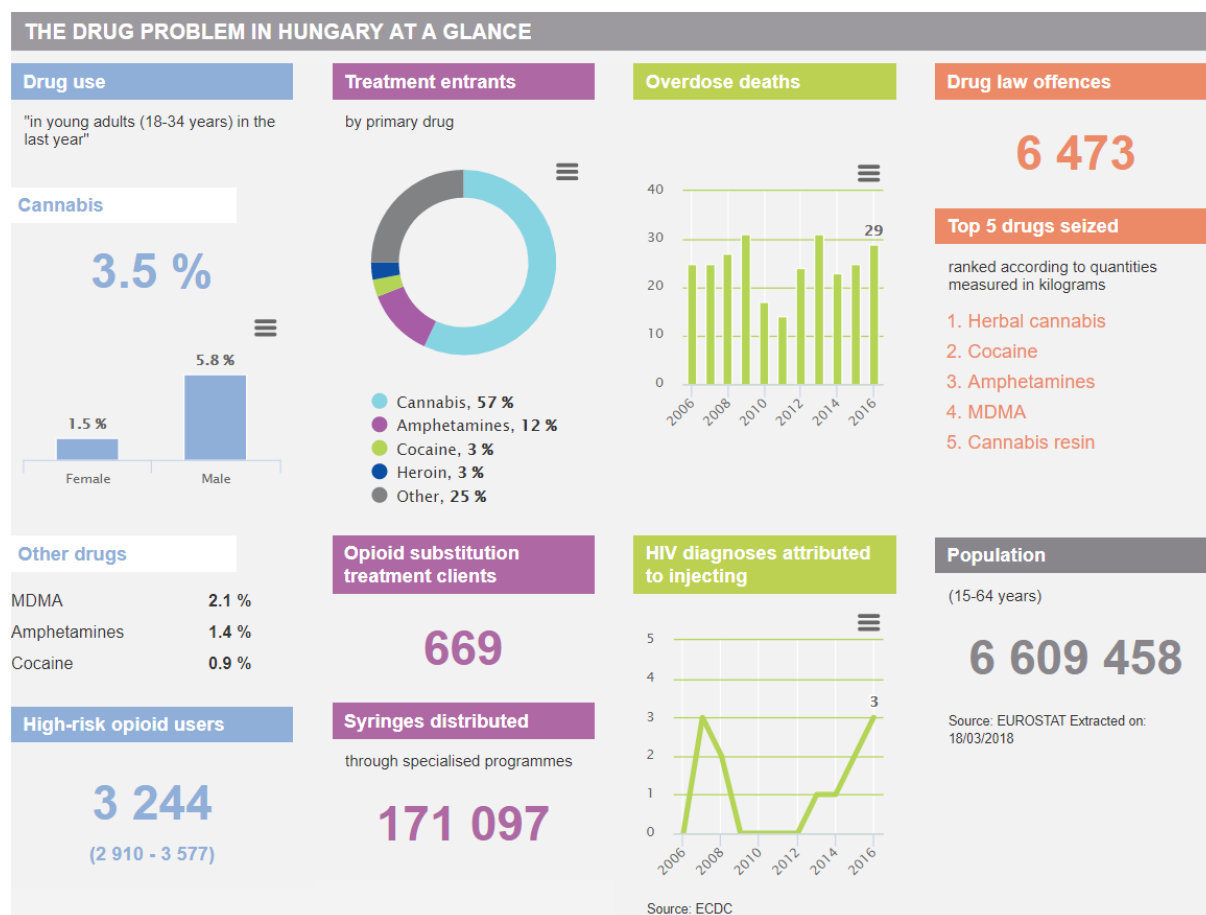 THE DRUG PROBLEM IN HUNGARY AT A GLANCE
Drug use
"in young adults (18-34 years) in the
last year"
Cannabis
3.5 %
5.8 %
1.5 %
Female
Male
Other drugs
MDMA 2.1 %
Amphetamines 1.4 %
Cocaine 0.9 %
High-risk opioid users
3 244
(2 910 - 3 577)
Treatment entrants
by primary drug
Cannabis, 57 %
Amphetamines, 12 %
Cocaine, 3 %
Heroin, 3 %
Other, 25 %
Opioid substitution
treatment clients
669
Syringes distributed
through specialised programmes
171 097
Overdose deaths
40
30
20
10
0
29
2006
2008
2010
2012
2014
2016
HIV diagnoses attributed
to injecting
5
4
3
2
1
0
3
2006
2008
2010
2012
2014
2016
Source: ECDC
Drug law offences
6 473
Top 5 drugs seized
ranked according to quantities
measured in kilograms
1. Herbal cannabis
2. Cocaine
3. Amphetamines
4. MDMA
5. Cannabis resin
Population
(15-64 years)
6 609 458
Source: EUROSTAT Extracted on:
18/03/2018